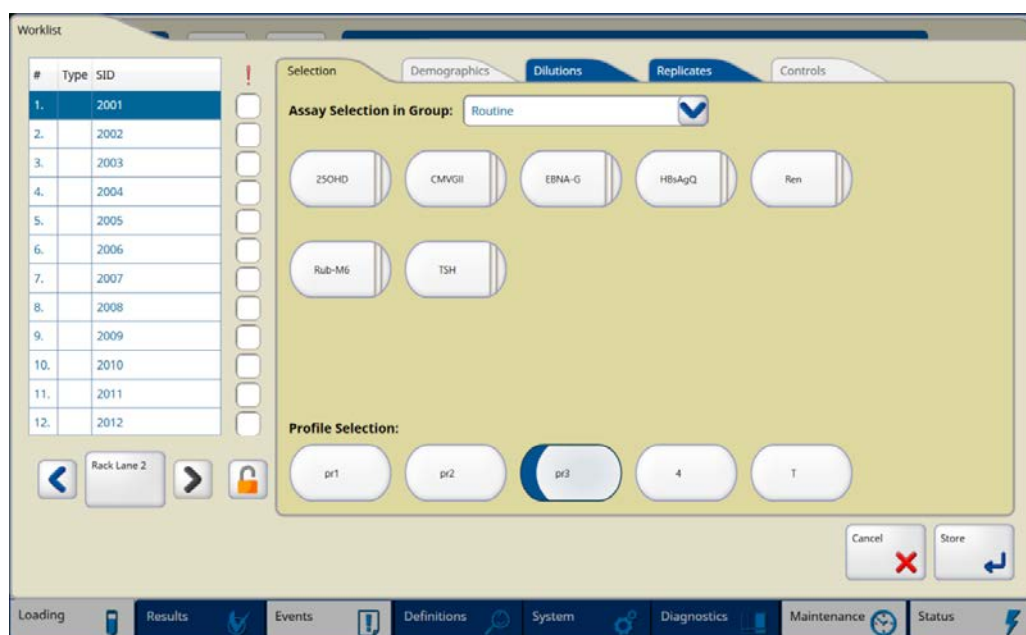 Worklist
# Type SID !
1. 2001
2. 2002
3. 2003
4. 2004
5. 2005
6. 2006
7. 2007
8. 2008
9. 2009
10. 2010
11. 2011
12. 2012
Rack Lane 2
Selection Demographics Dilutions Replicates Controls
Assay Selection in Group: Routine
25OHD CMVGII EBNA-G HBsAgQ Ren
Rub-M6 TSH
Profile Selection:
pr1 pr2 pr3 4 T
Cancel Store
Loading Results Events Definitions System Diagnostics Maintenance Status